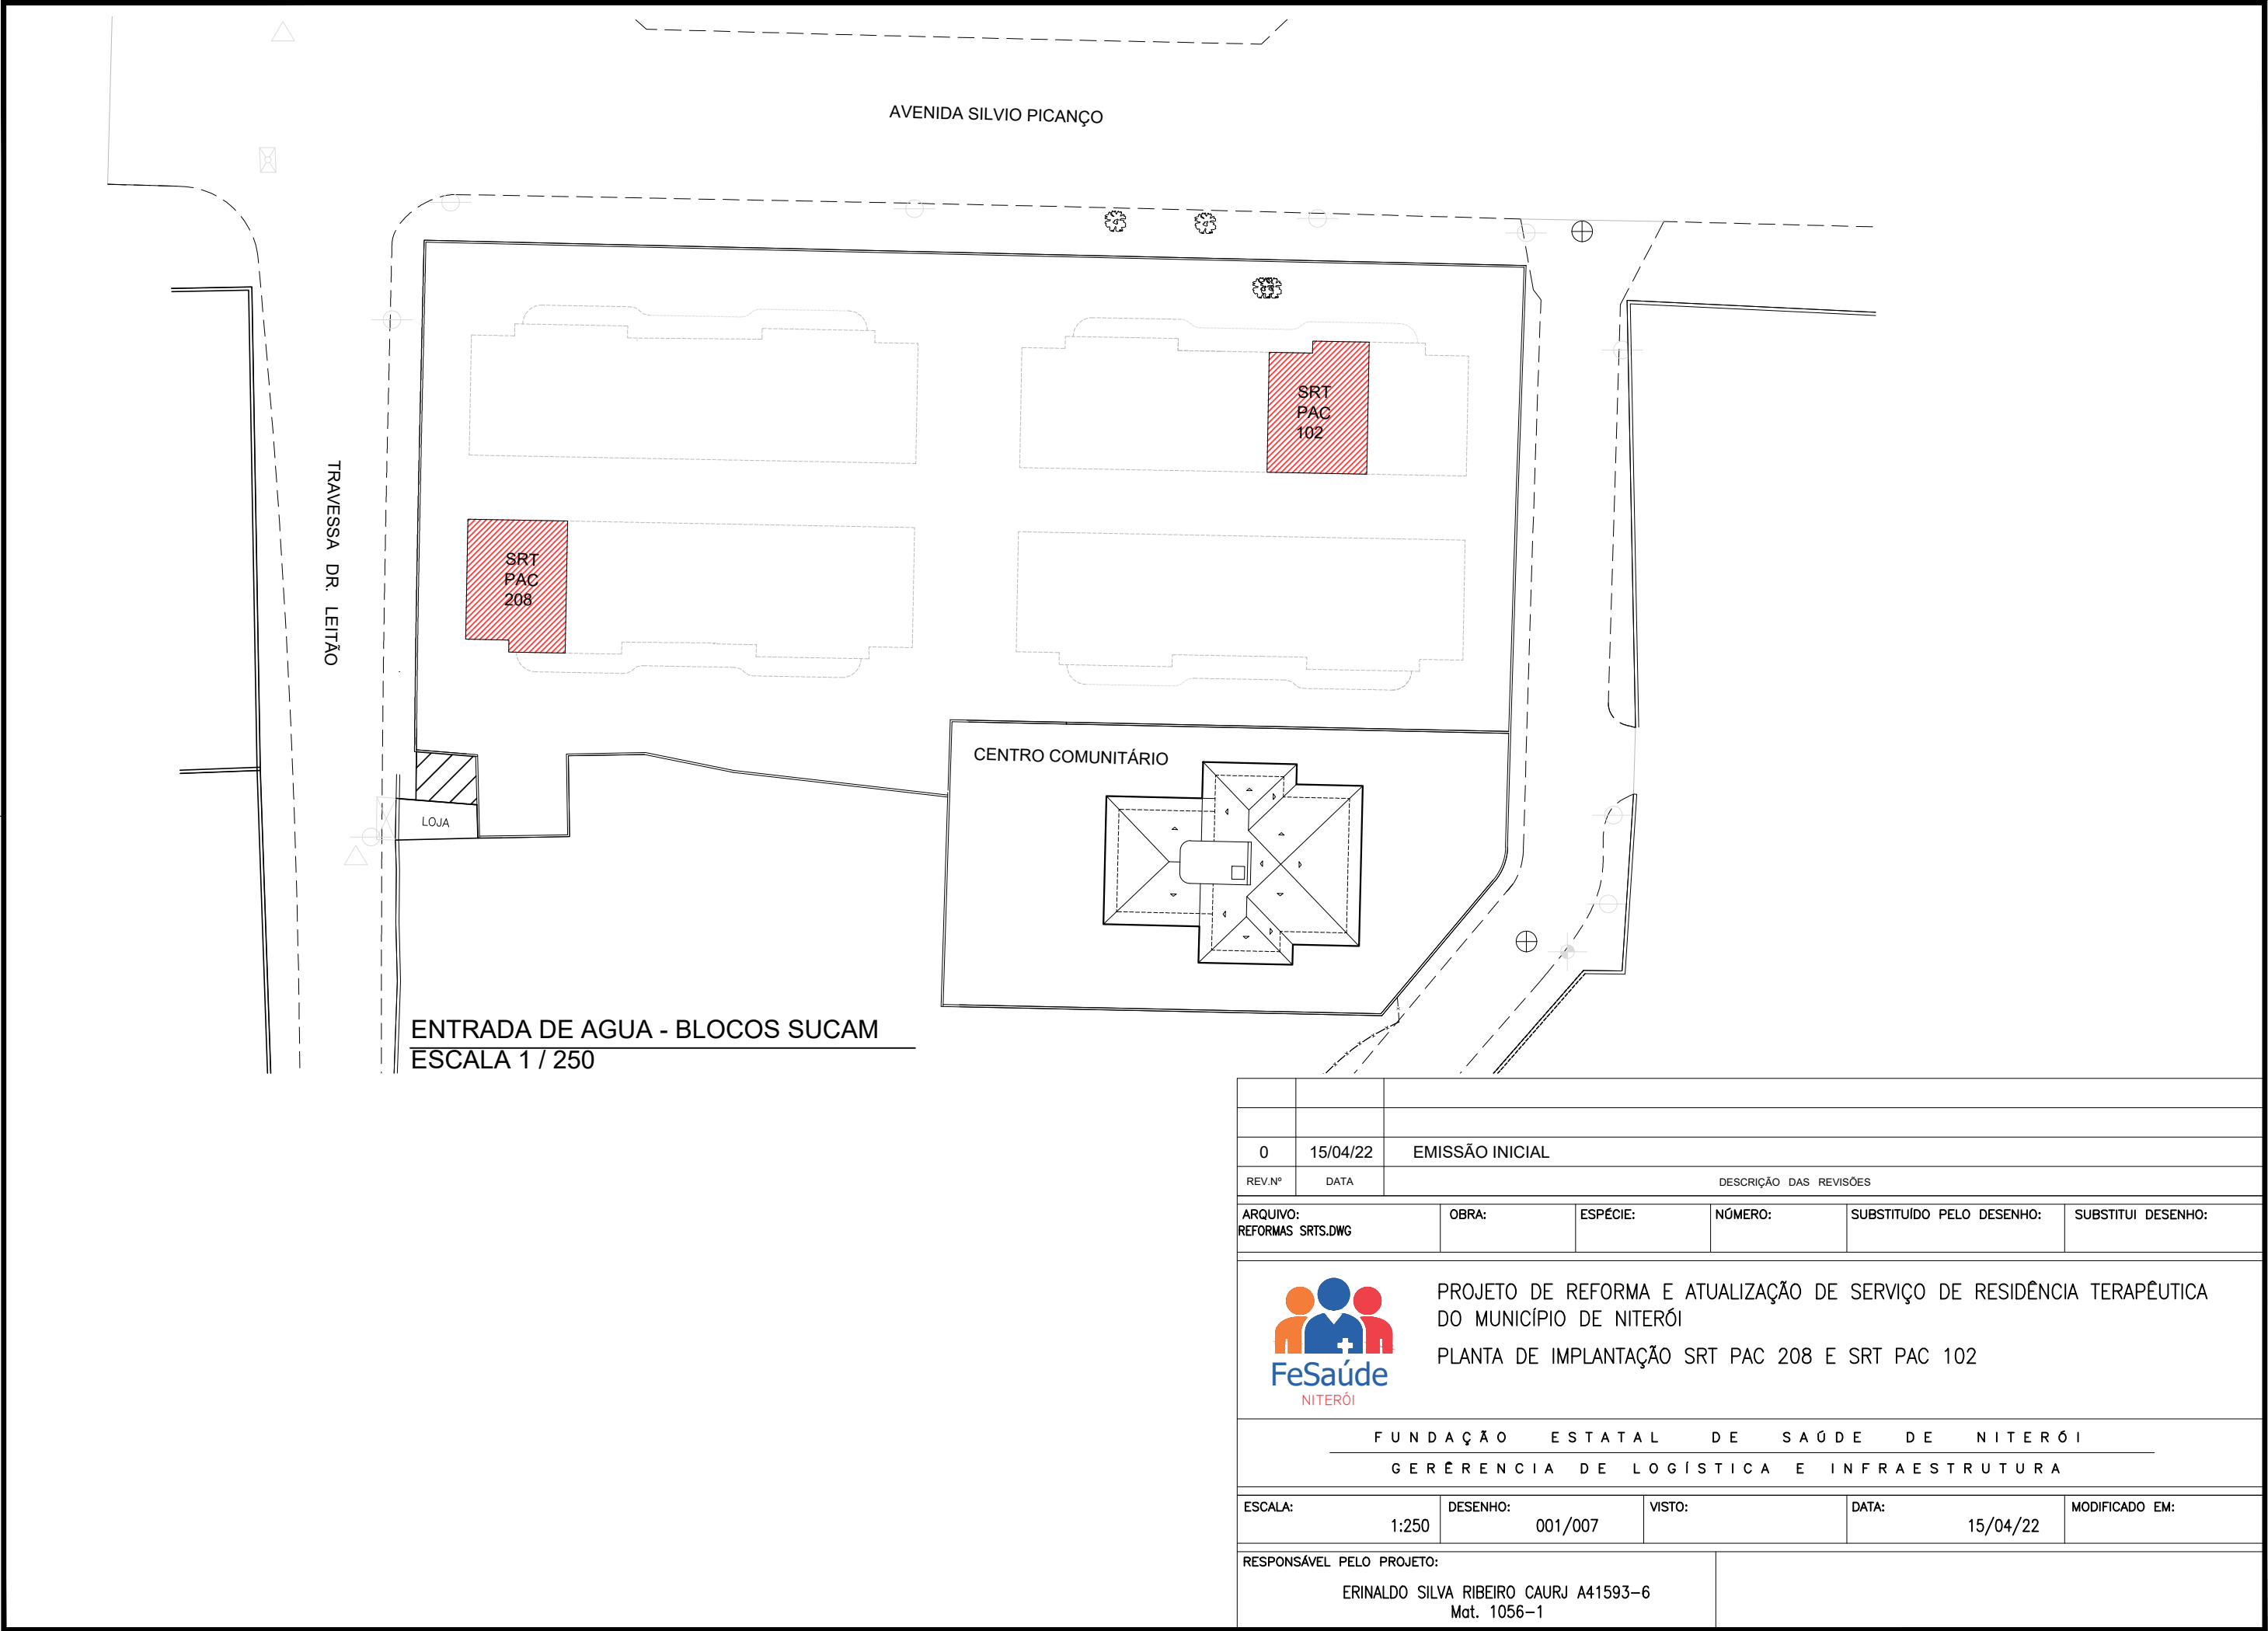 AVENIDA SILVIO PICANÇO
SRT
PAC
102
TRAVESSA DR. LEITÃO
SRT
PAC
208
CENTRO COMUNITÁRIO
LOJA
ENTRADA DE AGUA - BLOCOS SUCAM
ESCALA 1 / 250
0 15/04/22 EMISSÃO INICIAL
REV.Nº DATA DESCRIÇÃO DAS REVISÕES
ARQUIVO: OBRA: ESPÉCIE: NÚMERO: SUBSTITUÍDO PELO DESENHO: SUBSTITUI DESENHO:
REFORMAS SRTS.DWG
PROJETO DE REFORMA E ATUALIZAÇÃO DE SERVIÇO DE RESIDÊNCIA TERAPÊUTICA
DO MUNICÍPIO DE NITERÓI
PLANTA DE IMPLANTAÇÃO SRT PAC 208 E SRT PAC 102
FeSaúde
NITERÓI
FUNDAÇÃO ESTATAL DE SAÚDE DE NITERÓI
GERÊRENCIA DE LOGÍSTICA E INFRAESTRUTURA
ESCALA: DESENHO: VISTO: DATA: MODIFICADO EM:
1:250 001/007 15/04/22
RESPONSÁVEL PELO PROJETO:
ERINALDO SILVA RIBEIRO CAURJ A41593-6
Mat. 1056-1